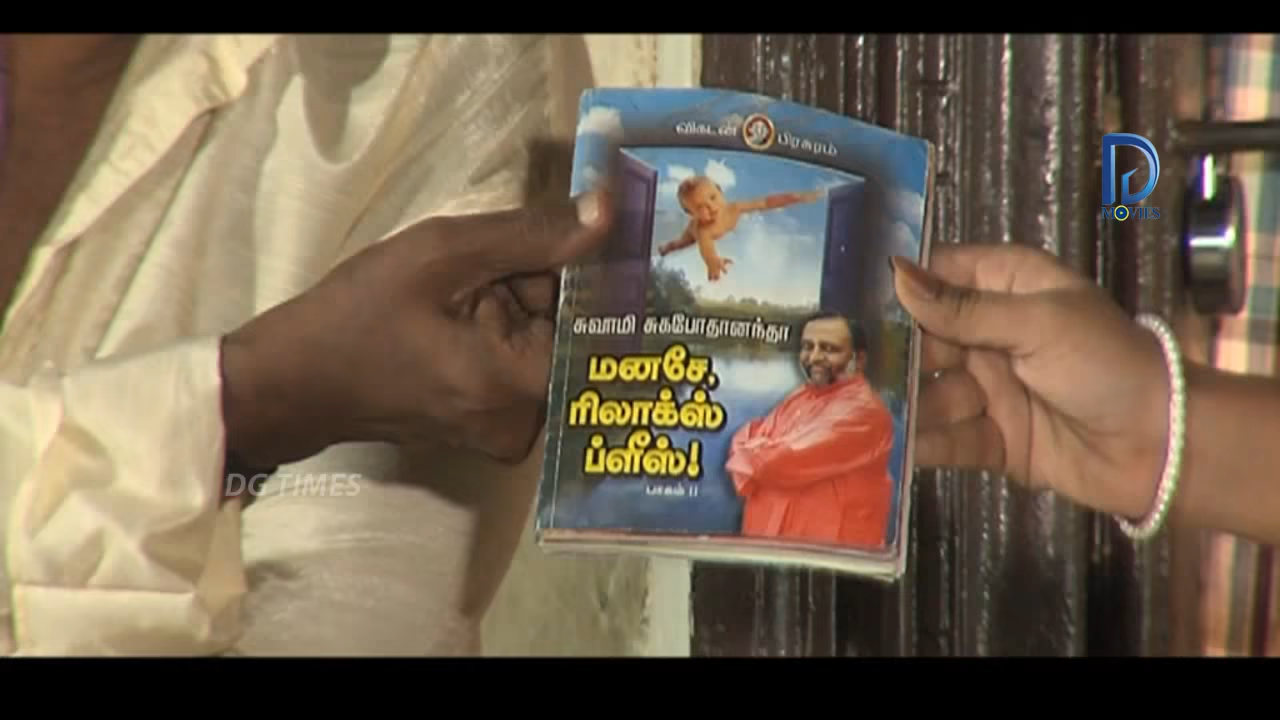 விகடன் பிரசுரம்
D
MOVIES
சுவாமி சுகபோதானந்தா
மனசே,
ரிலாக்ஸ்
ப்ளீஸ்!
பாகம் II
DG TIMES